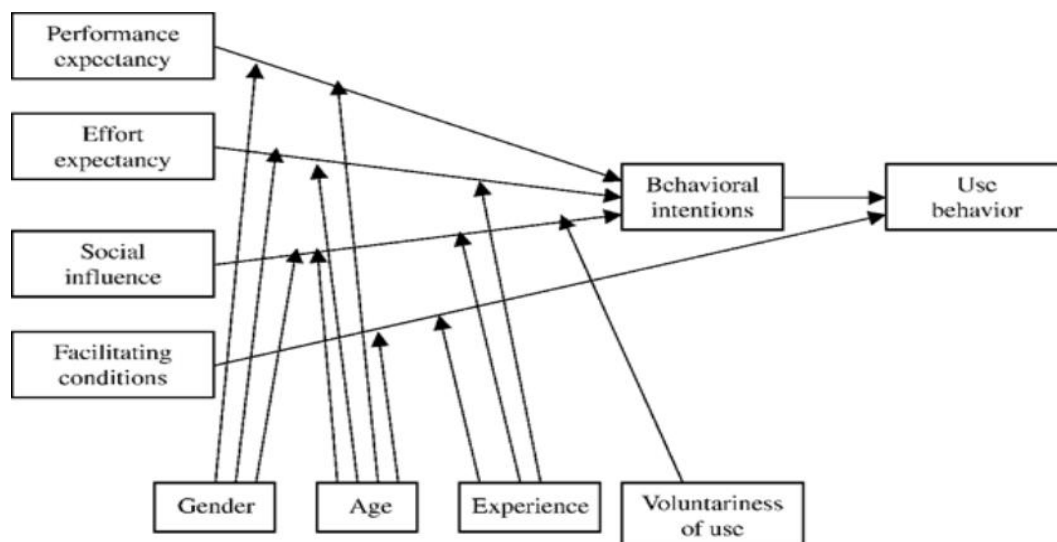 Performance
expectancy
Effort
expectancy
Social
influence
Facilitating
conditions
Behavioral
intentions
Use
behavior
Gender
Age
Experience
Voluntariness
of use